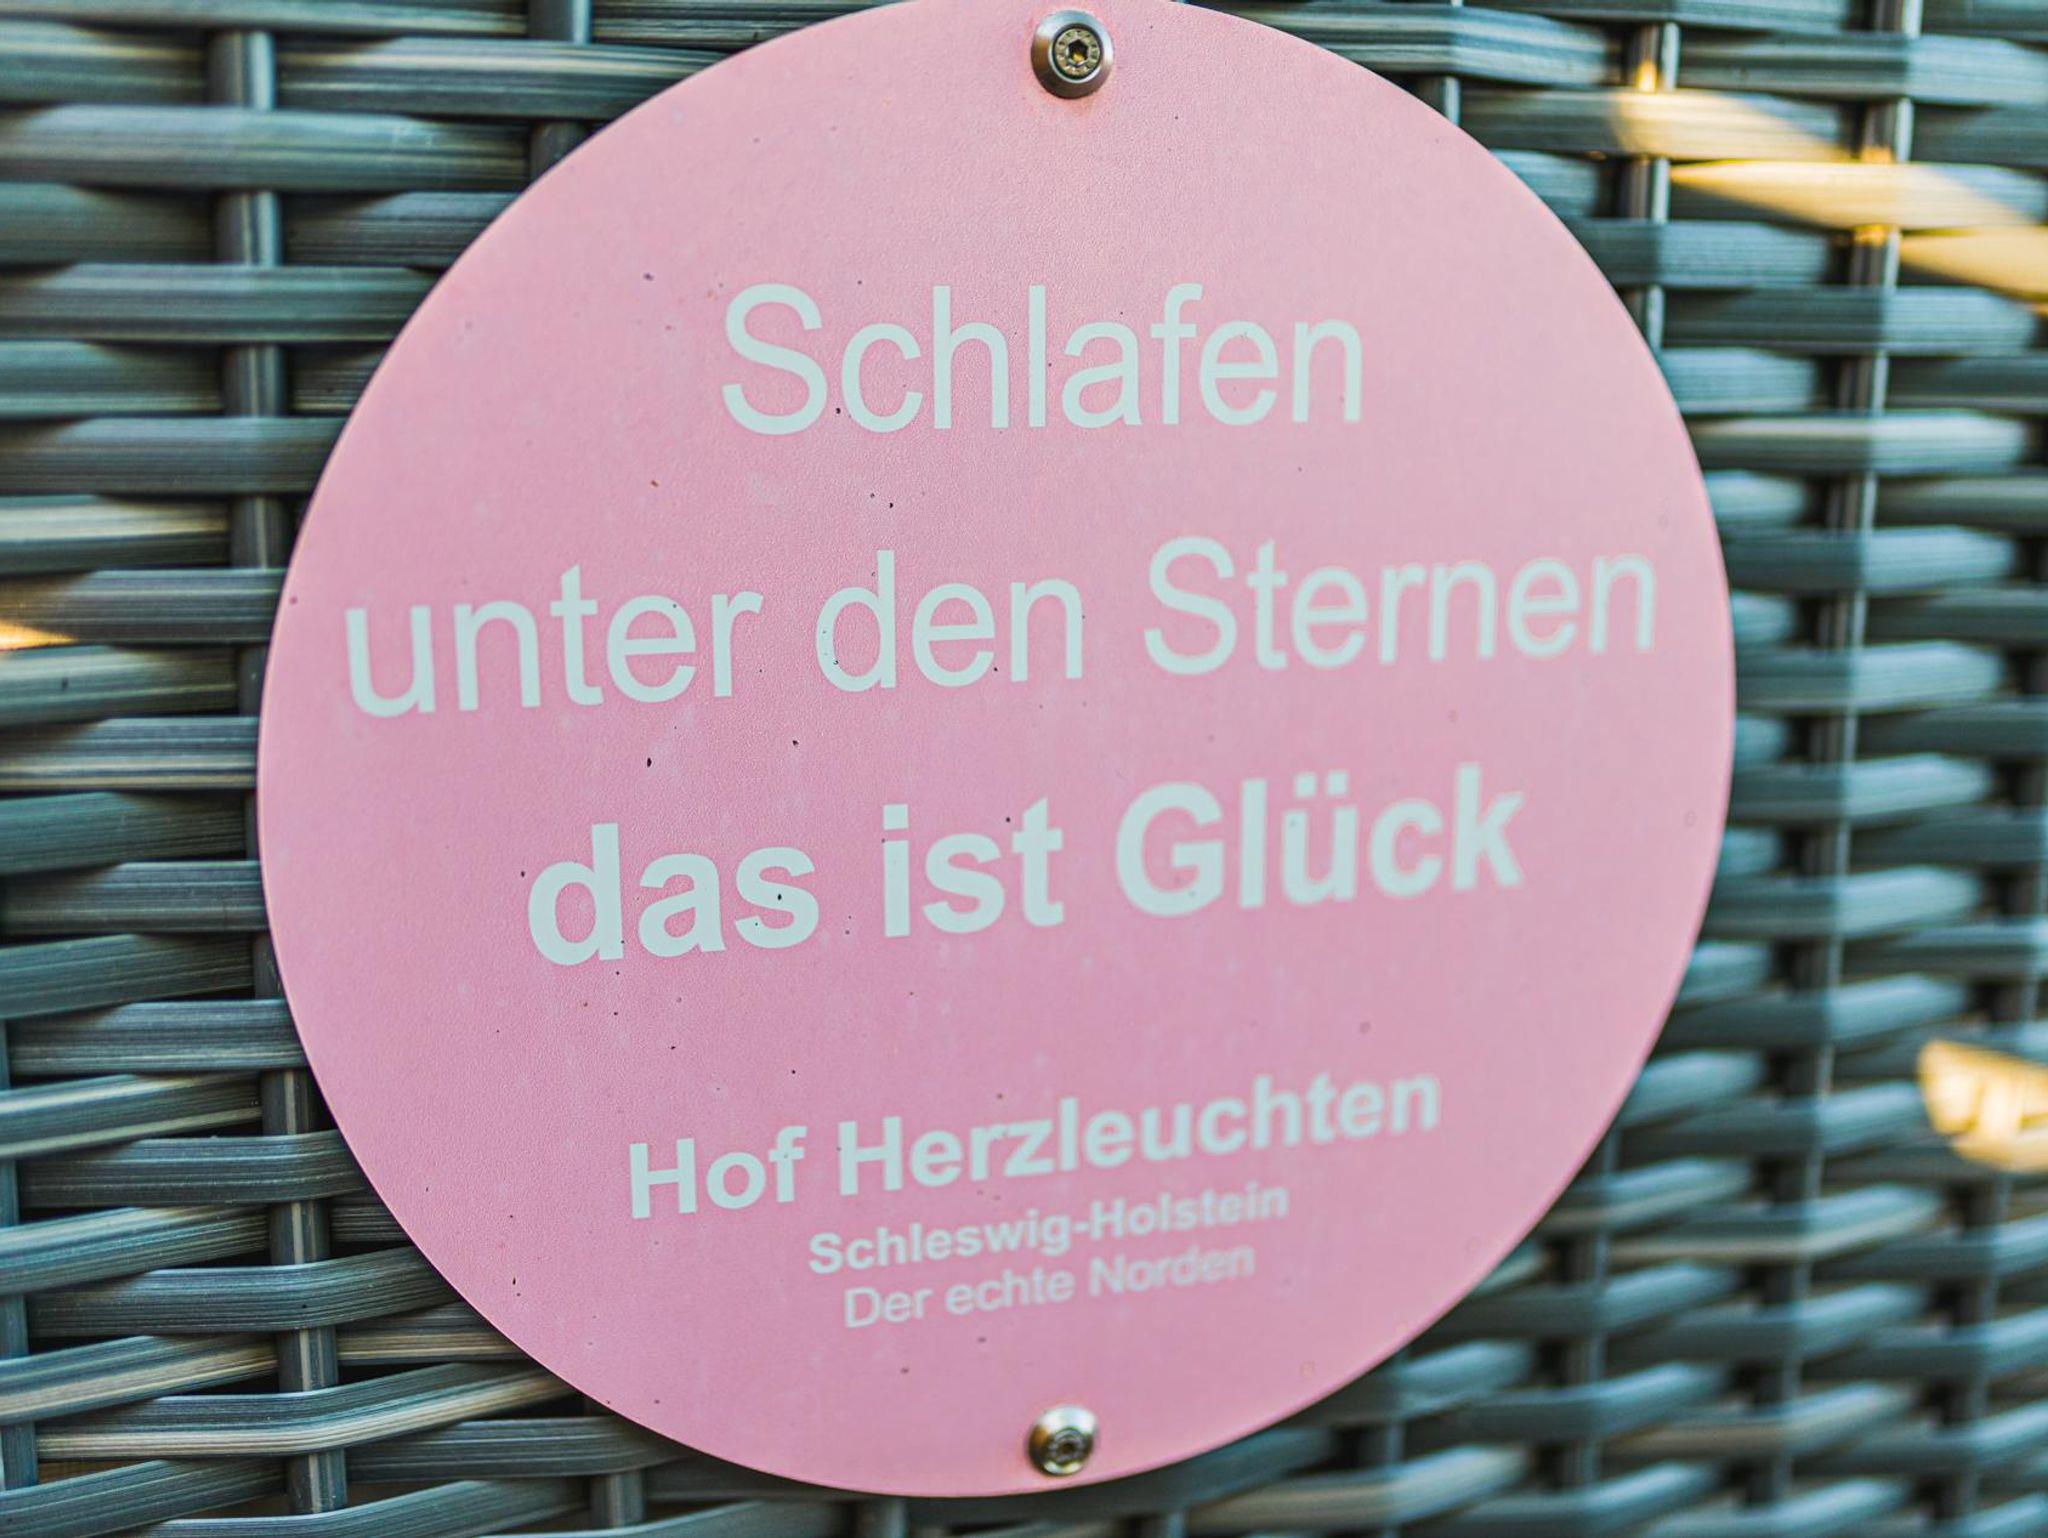 Schlafen
unter den Sternen
das ist Glück
Hof Herzleuchten
Schleswig-Holstein
Der echte Norden